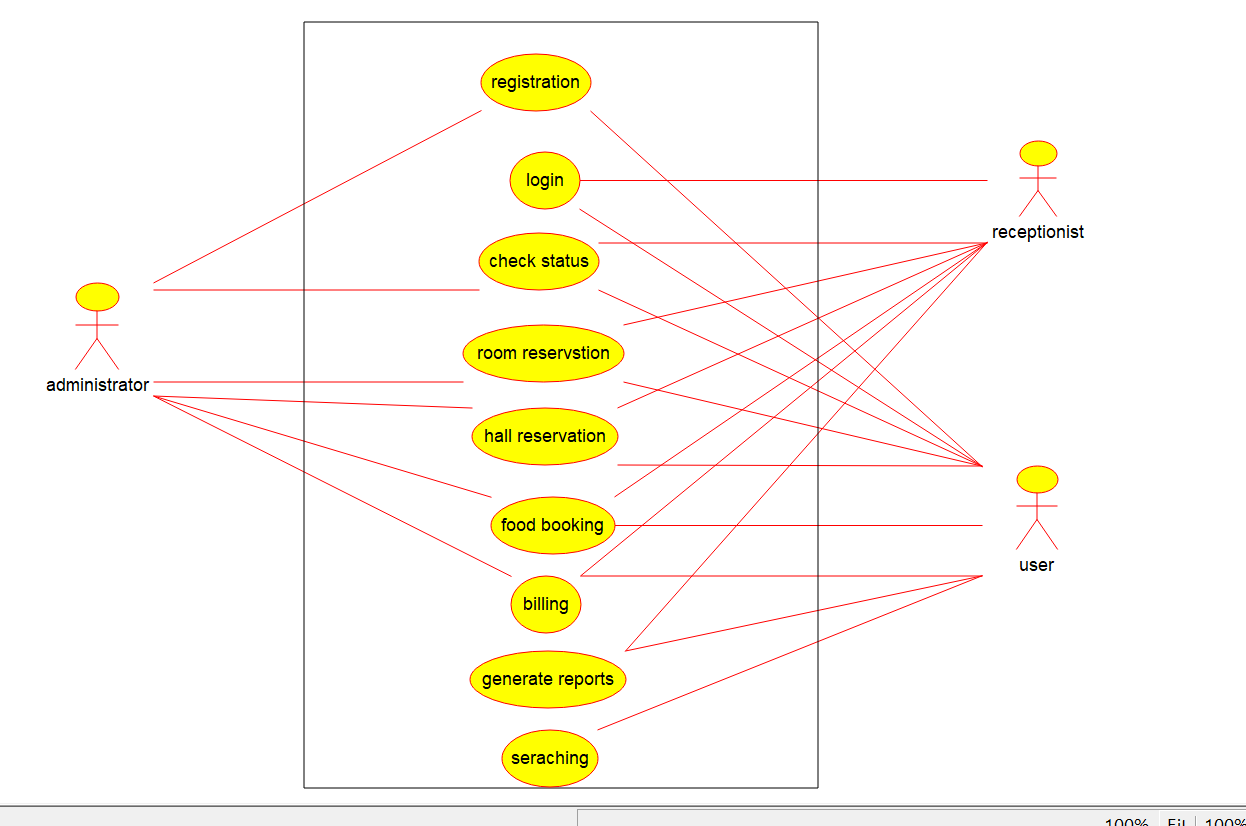 registration
login
receptionist
check status
room reservstion
administrator
hall reservation
food booking
user
billing
generate reports
seraching
100%
100%